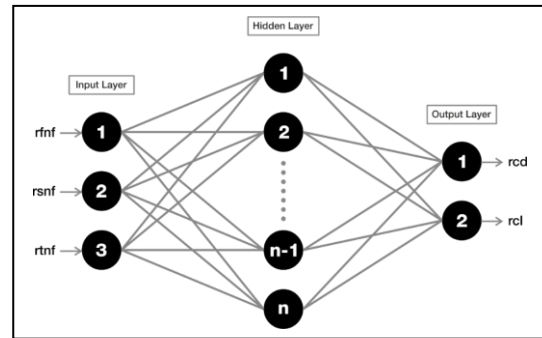 Hidden Layer
1
Input Layer
rfnf
1
2
Output Layer
1
rcd
rsnf
2
2
rcl
rtnf
3
n-1
n